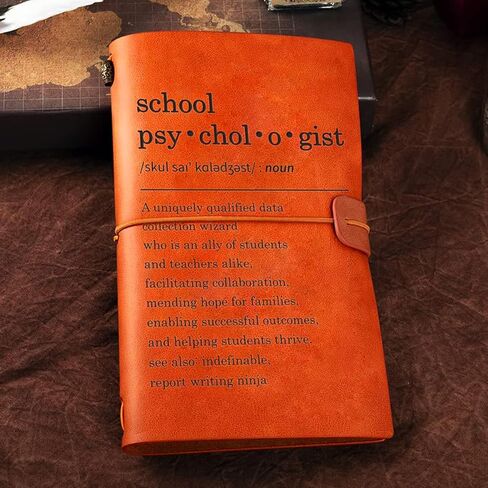 school
psy•chol•o•gist
/skul saɪ' kɑlədʒəst/ : noun
A uniquely qualified data
collection wizard
who is an ally of students
and teachers alike,
facilitating collaboration,
mending hope for families,
enabling successful outcomes,
and helping students thrive.
see also: indefinable,
report writing ninja